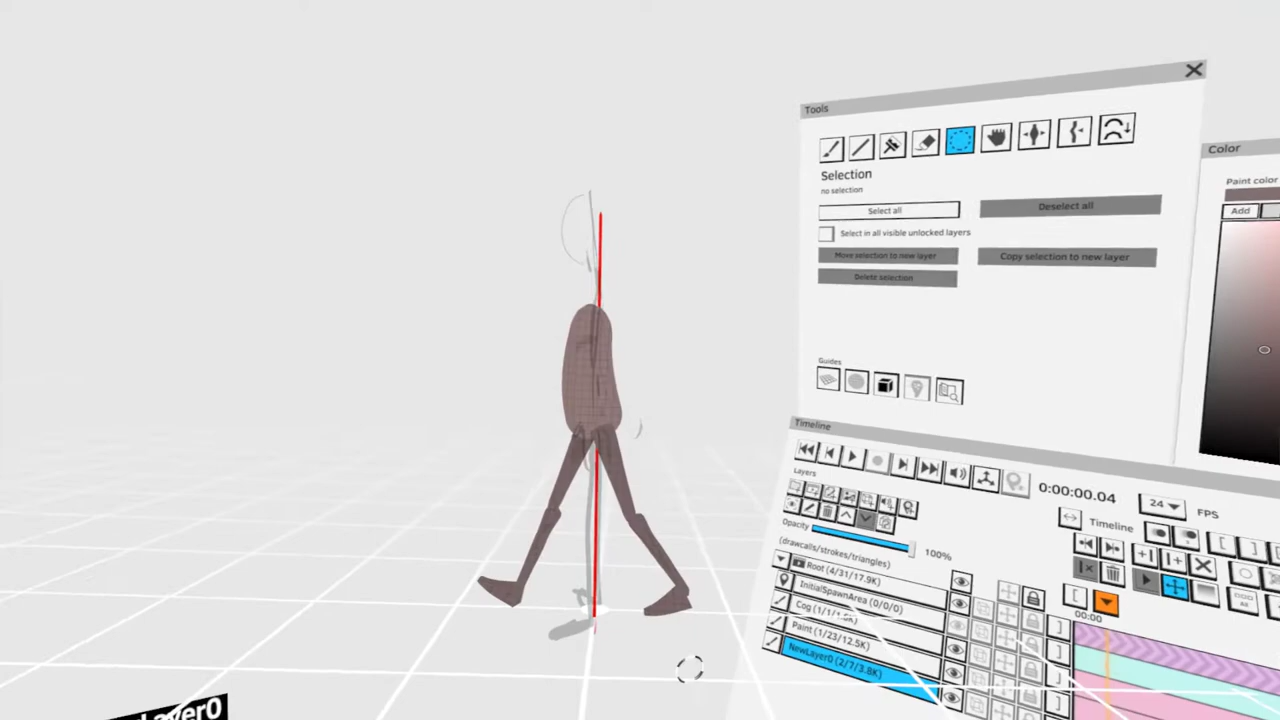 Tools
Selection
no selection
Select all
Deselect all
Select in all visible unlocked layers
Move selection to new layer
Copy selection to new layer
Delete selection
Guides
Color
Paint color
Add
Timeline
Layers
0:00:00.04
24
FPS
Timeline
Opacity
100%
(drawcalls/strokes/triangles)
Root (4/31/17.9K)
InitialSpawnArea (0/0/0)
Paint (1/23/12.5K)
NewLayer0 (2/7/3.8K)
00:00
ayer0